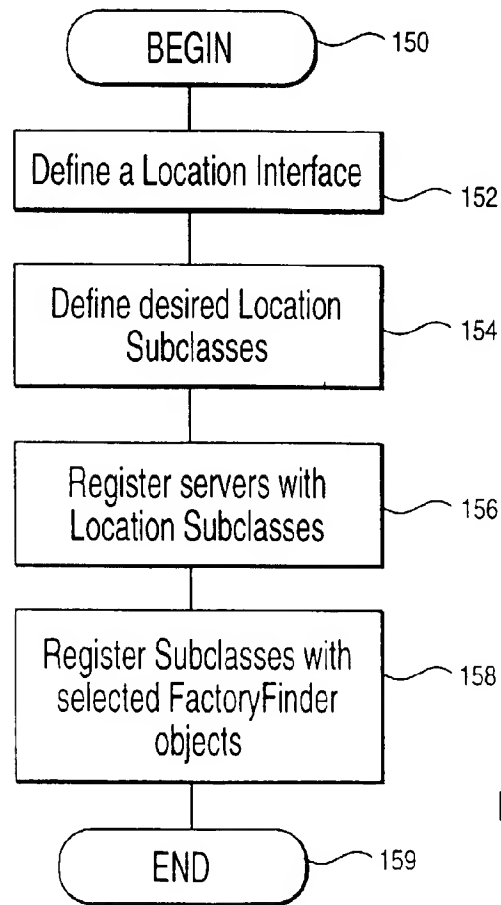 BEGIN
150
Define a Location Interface
152
Define desired Location
Subclasses
154
Register servers with
Location Subclasses
156
Register Subclasses with
selected FactoryFinder
objects
158
END
159